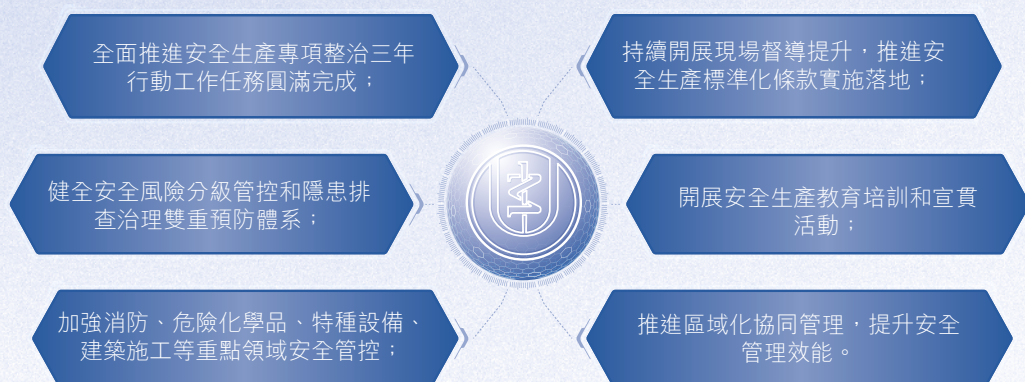 全面推進安全生產專項整治三年
行動工作任務圓滿完成；
健全安全風險分級管控和隱患排
查治理雙重預防體系；
加強消防、危險化學品、特種設備、
建築施工等重點領域安全管控；
持續開展現場督導提升，推進安
全生產標準化條款實施落地；
開展安全生產教育培訓和宣貫
活動；
推進區域化協同管理，提升安全
管理效能。